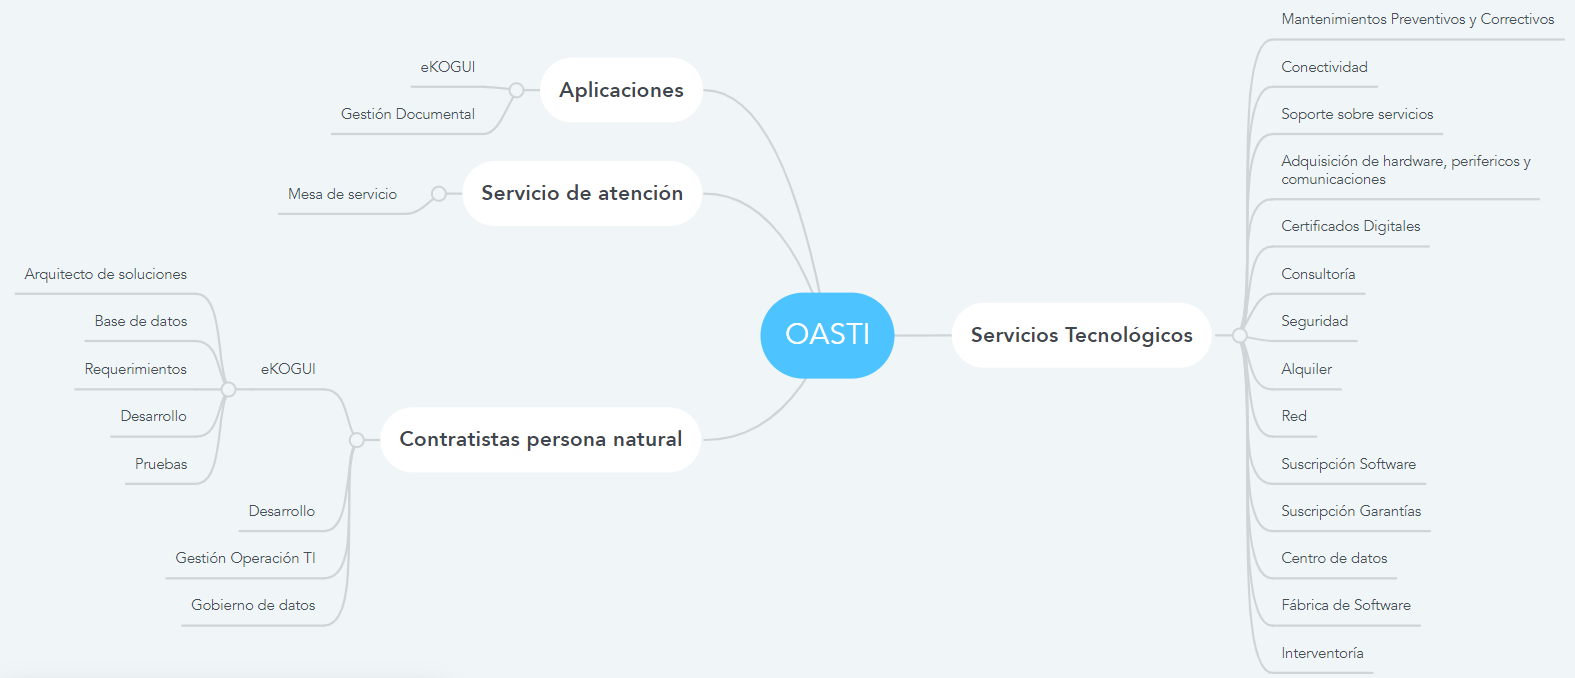 OASTI
Aplicaciones
eKOGUI
Gestión Documental
Servicio de atención
Mesa de servicio
Contratistas persona natural
eKOGUI
Arquitecto de soluciones
Base de datos
Requerimientos
Desarrollo
Pruebas
Desarrollo
Gestión Operación TI
Gobierno de datos
Servicios Tecnológicos
Mantenimientos Preventivos y Correctivos
Conectividad
Soporte sobre servicios
Adquisición de hardware, perifericos y
comunicaciones
Certificados Digitales
Consultoría
Seguridad
Alquiler
Red
Suscripción Software
Suscripción Garantías
Centro de datos
Fábrica de Software
Interventoría